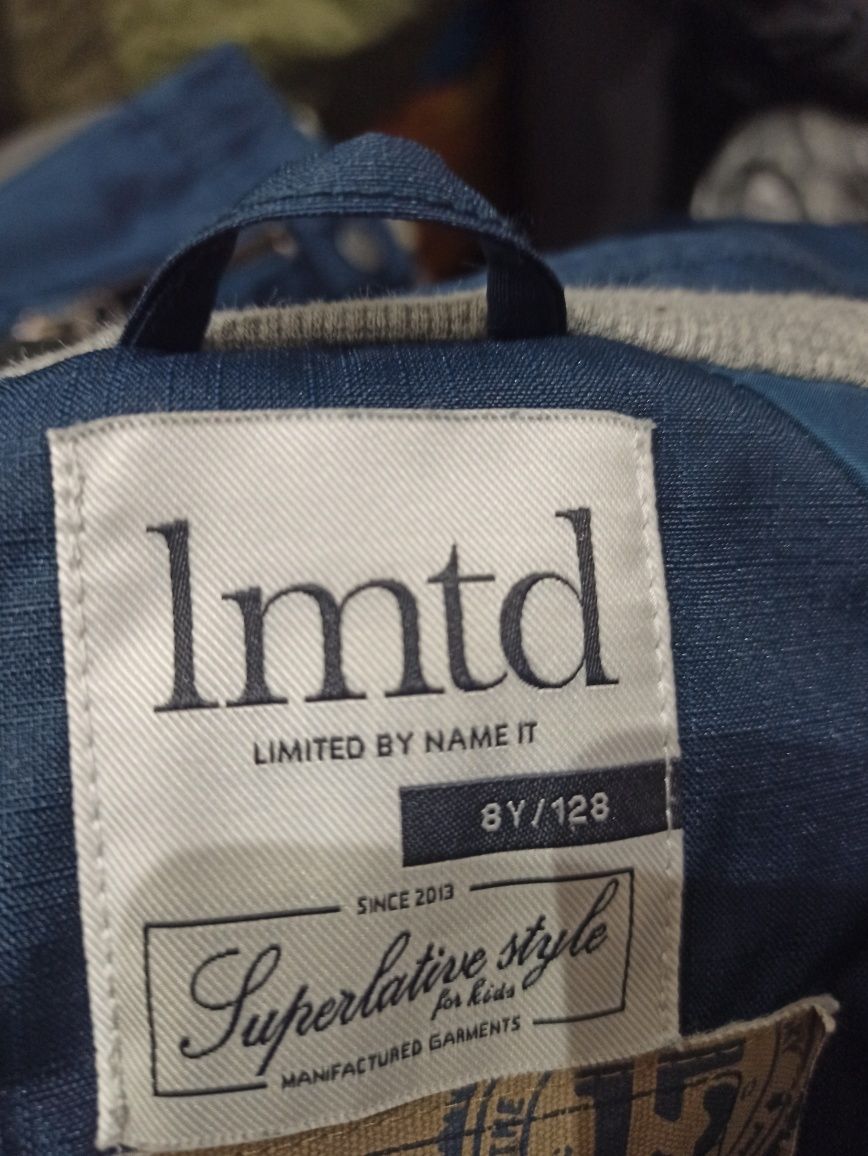 lmtd
LIMITED BY NAME IT
8Y/128
SINCE 2013
Superlative style
for kids
MANIFACTURED GARMENTS